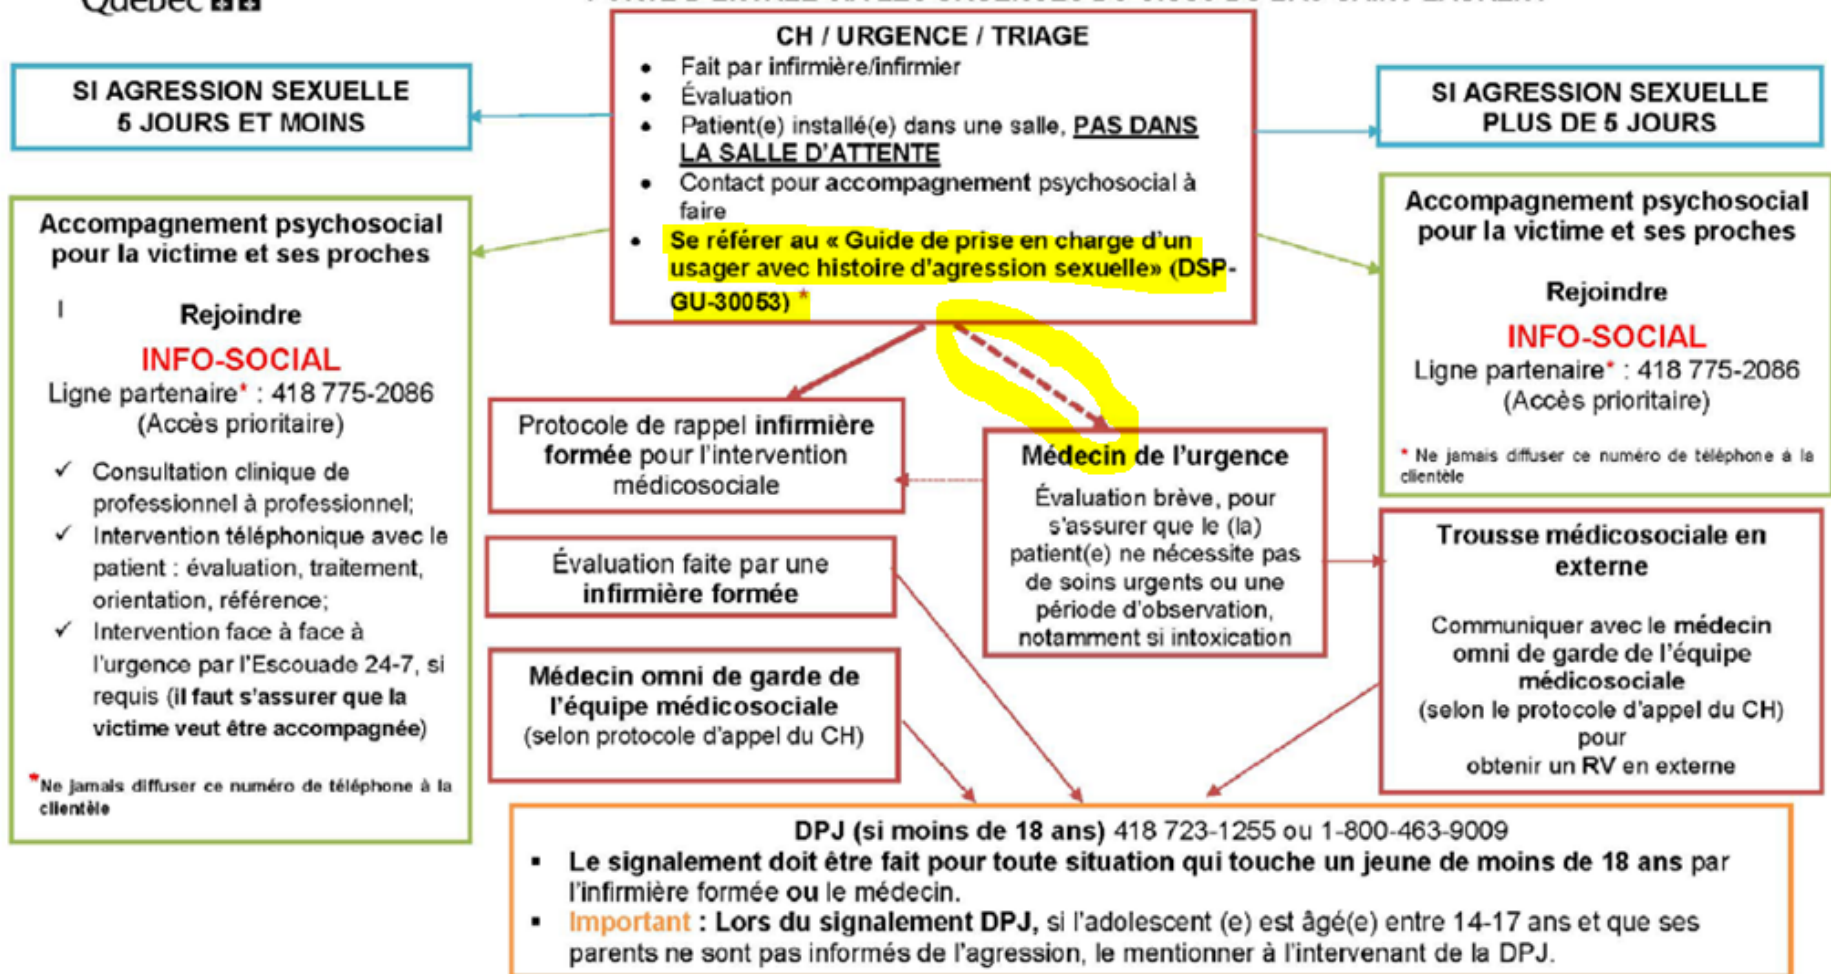 Québec
CH / URGENCE / TRIAGE
• Fait par infirmière/infirmier
• Évaluation
• Patient(e) installé(e) dans une salle, PAS DANS
LA SALLE D'ATTENTE
• Contact pour accompagnement psychosocial à
faire
• Se référer au « Guide de prise en charge d'un
usager avec histoire d'agression sexuelle» (DSP-
GU-30053) *
SI AGRESSION SEXUELLE
5 JOURS ET MOINS
SI AGRESSION SEXUELLE
PLUS DE 5 JOURS
Accompagnement psychosocial
pour la victime et ses proches
Rejoindre
INFO-SOCIAL
Ligne partenaire* : 418 775-2086
(Accès prioritaire)
✓ Consultation clinique de
professionnel à professionnel;
✓ Intervention téléphonique avec le
patient : évaluation, traitement,
orientation, référence;
✓ Intervention face à face à
l'urgence par l'Escouade 24-7, si
requis (il faut s'assurer que la
victime veut être accompagnée)
*Ne jamais diffuser ce numéro de téléphone à la
clientèle
Protocole de rappel infirmière
formée pour l'intervention
médicosociale
Évaluation faite par une
infirmière formée
Médecin omni de garde de
l'équipe médicosociale
(selon protocole d'appel du CH)
Médecin de l'urgence
Évaluation brève, pour
s'assurer que le (la)
patient(e) ne nécessite pas
de soins urgents ou une
période d'observation,
notamment si intoxication
Accompagnement psychosocial
pour la victime et ses proches
Rejoindre
INFO-SOCIAL
Ligne partenaire* : 418 775-2086
(Accès prioritaire)
* Ne jamais diffuser ce numéro de téléphone à la
clientèle
Trousse médicosociale en
externe
Communiquer avec le médecin
omni de garde de l'équipe
médicosociale
(selon le protocole d'appel du CH)
pour
obtenir un RV en externe
DPJ (si moins de 18 ans) 418 723-1255 ou 1-800-463-9009
▪ Le signalement doit être fait pour toute situation qui touche un jeune de moins de 18 ans par
l'infirmière formée ou le médecin.
▪ Important : Lors du signalement DPJ, si l'adolescent (e) est âgé(e) entre 14-17 ans et que ses
parents ne sont pas informés de l'agression, le mentionner à l'intervenant de la DPJ.